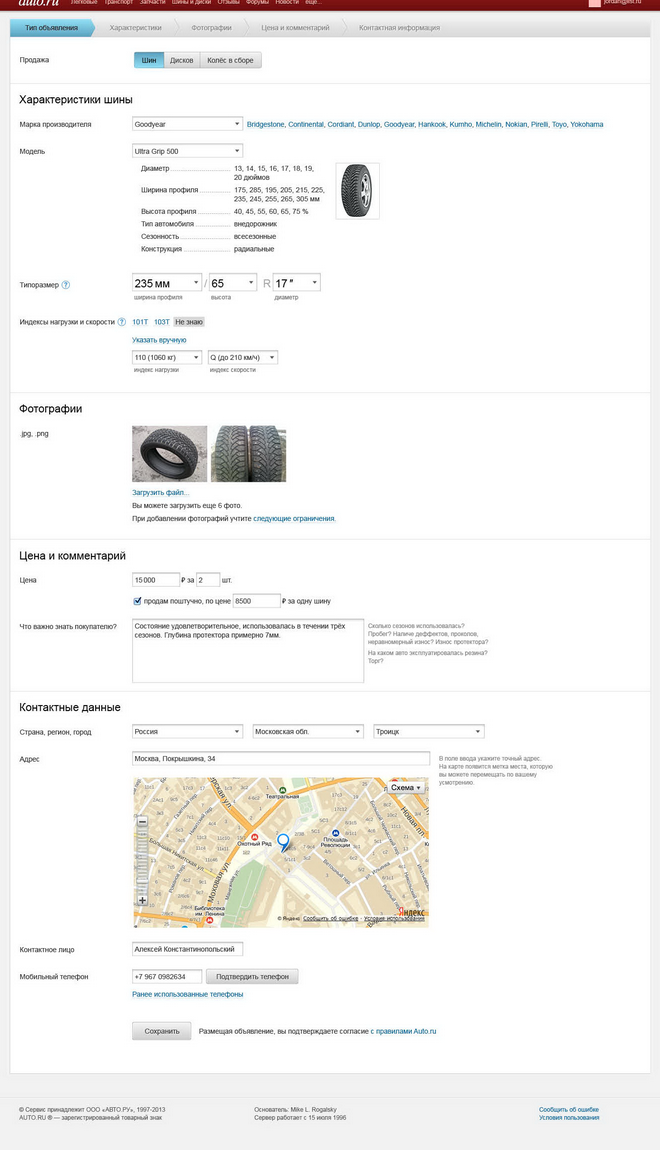 auto.ru Легковые Транспорт Запчасти Шины и диски Отзывы Форумы Новости еще...
Тип объявления Характеристики Фотографии Цена и комментарий Контактная информация
Продажа Шин Дисков Колёс в сборе
Характеристики шины
Марка производителя Goodyear Bridgestone, Continental, Cordiant, Dunlop, Goodyear, Hankook, Kumho, Michelin, Nokian, Pirelli, Toyo, Yokohama
Модель Ultra Grip 500
Диаметр 13, 14, 15, 16, 17, 18, 19,
20 дюймов
Ширина профиля 175, 285, 195, 205, 215, 225,
235, 245, 255, 265, 305 мм
Высота профиля 40, 45, 55, 60, 65, 75 %
Тип автомобиля внедорожник
Сезонность всесезонные
Конструкция радиальные
Типоразмер ? 235 мм / 65 R 17 "
ширина профиля высота диаметр
Индексы нагрузки и скорости ? 101T 103T Не знаю
Указать вручную
110 (1060 кг) Q (до 210 км/ч)
индекс нагрузки индекс скорости
Фотографии
.jpg, .png
Загрузить файл...
Вы можете загрузить еще 6 фото.
При добавлении фотографий учтите следующие ограничения.
Цена и комментарий
Цена 15 000 ₽ за 2 шт.
продам поштучно, по цене 8500 ₽ за одну шину
Что важно знать покупателю? Состояние удовлетворительное, использовалась в течении трёх
сезонов. Глубина протектора примерно 7мм.
Сколько сезонов использовалась?
Пробег? Наличе деффектов, проколов,
неравномерный износ? Износ протектора?
На каком авто эксплуатировалась резина?
Торг?
Контактные данные
Страна, регион, город Россия Московская обл. Троицк
Адрес Москва, Покрышкина, 34
В поле ввода укажите точный адрес.
На карте появится метка места, которую
вы можете перемещать по вашему
усмотрению
Схема
Театральная
Охотный Ряд
Площадь
Революции
Моховая ул.
Библиотека
им. Ленина
Яндекс
© Яндекс Сообщить об ошибке · Условия использования
Контактное лицо Алексей Константинопольский
Мобильный телефон +7 967 0982634 Подтвердить телефон
Ранее использованные телефоны
Сохранить Размещая объявление, вы подтверждаете согласие с правилами Auto.ru
© Сервис принадлежит ООО «АВТО.РУ», 1997-2013
AUTO.RU ® — зарегистрированный товарный знак
Основатель: Mike L. Rogalsky
Сервер работает с 15 июля 1996
Сообщить об ошибке
Условия пользования